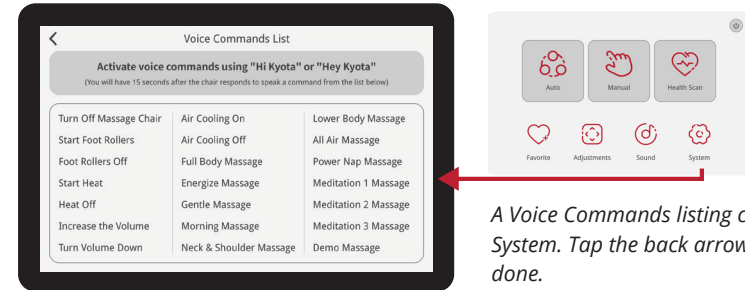 Voice Commands List
Activate voice commands using "Hi Kyota" or "Hey Kyota"
(You will have 15 seconds after the chair responds to speak a command from the list below)
Turn Off Massage Chair
Start Foot Rollers
Foot Rollers Off
Start Heat
Heat Off
Increase the Volume
Turn Volume Down
Air Cooling On
Air Cooling Off
Full Body Massage
Energize Massage
Gentle Massage
Morning Massage
Neck & Shoulder Massage
Lower Body Massage
All Air Massage
Power Nap Massage
Meditation 1 Massage
Meditation 2 Massage
Meditation 3 Massage
Demo Massage
Auto
Manual
Health Scan
Favorite
Adjustments
Sound
System
A Voice Commands listing
System. Tap the back arrow
done.